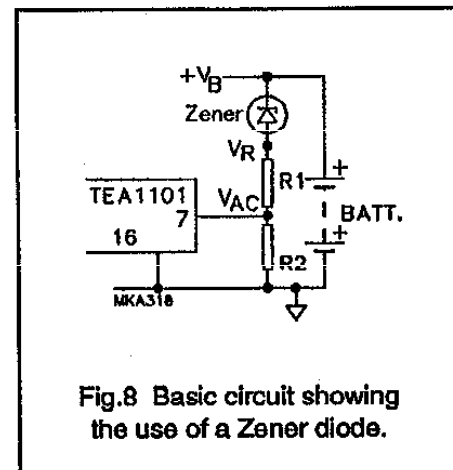 +VB
Zener
VR
R1
+
TEA1101
VAC
BATT.
7
+
16
R2
MKA318
Fig.8 Basic circuit showing
the use of a Zener diode.